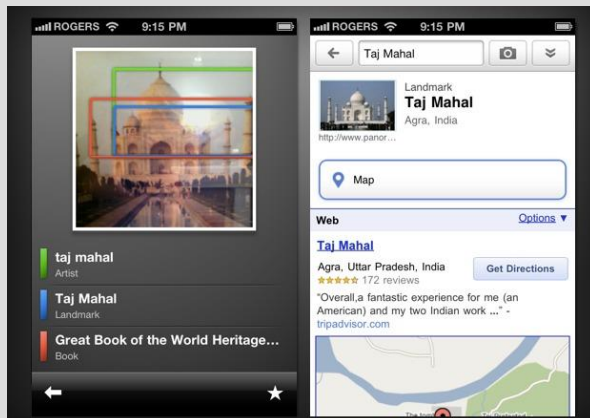 ROGERS 9:15 PM
taj mahal
Artist
Taj Mahal
Landmark
Great Book of the World Heritage...
Book
ROGERS 9:15 PM
Taj Mahal
Landmark
Taj Mahal
Agra, India
http://www.panor...
Map
Web Options ▼
Taj Mahal
Agra, Uttar Pradesh, India
172 reviews
Get Directions
"Overall,a fantastic experience for me (an
American) and my two Indian work ..." -
tripadvisor.com